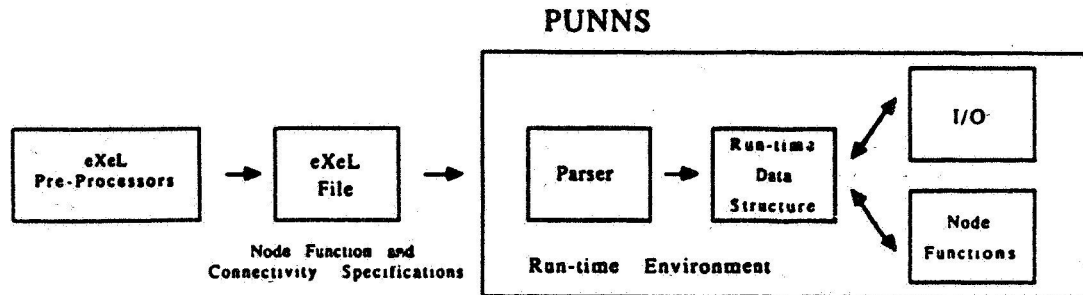 PUNNS
eXeL
Pre-Processors
eXeL
File
Node Function and
Connectivity Specifications
Parser
Run-time
Data
Structure
I/O
Node
Functions
Run-time Environment